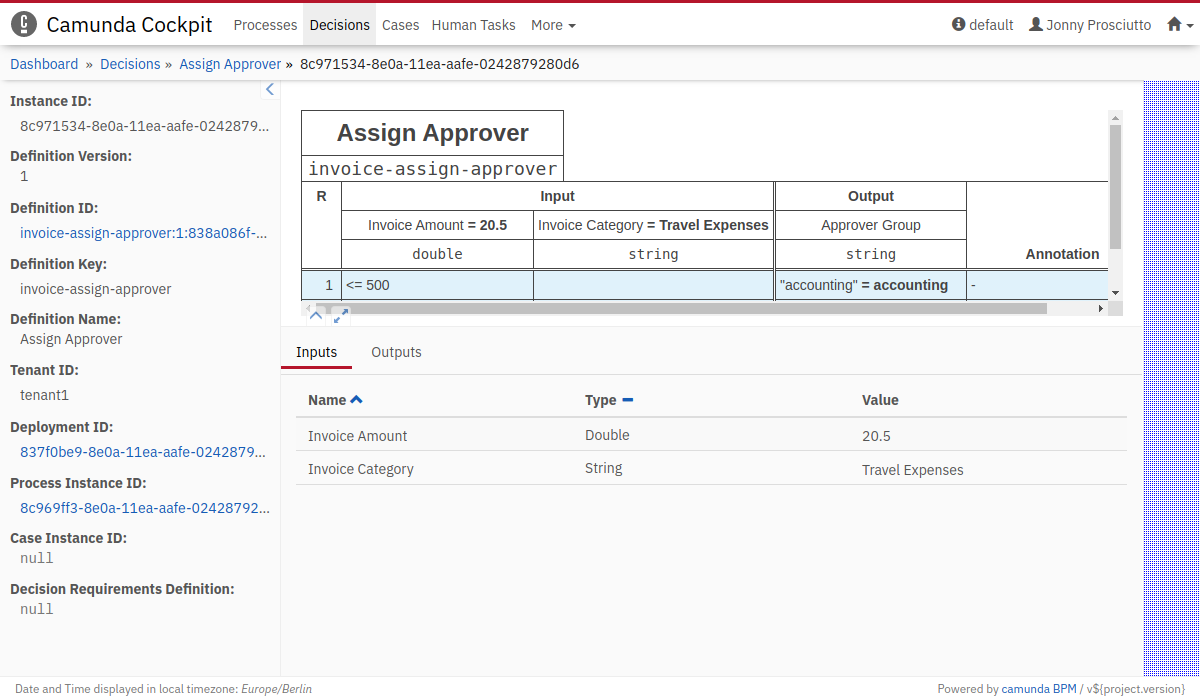 Camunda Cockpit Processes Decisions Cases Human Tasks More default Jonny Prosciutto
Dashboard » Decisions » Assign Approver » 8c971534-8e0a-11ea-aafe-0242879280d6
Instance ID:
8c971534-8e0a-11ea-aafe-0242879...
Definition Version:
1
Definition ID:
invoice-assign-approver:1:838a086f-...
Definition Key:
invoice-assign-approver
Definition Name:
Assign Approver
Tenant ID:
tenant1
Deployment ID:
837f0be9-8e0a-11ea-aafe-0242879...
Process Instance ID:
8c969ff3-8e0a-11ea-aafe-02428792...
Case Instance ID:
null
Decision Requirements Definition:
null
Assign Approver
invoice-assign-approver
R Input Output
Invoice Amount = 20.5 Invoice Category = Travel Expenses Approver Group
double string string Annotation
1 <= 500 "accounting" = accounting -
Inputs Outputs
Name Type Value
Invoice Amount Double 20.5
Invoice Category String Travel Expenses
Date and Time displayed in local timezone: Europe/Berlin Powered by camunda BPM / v${project.version}